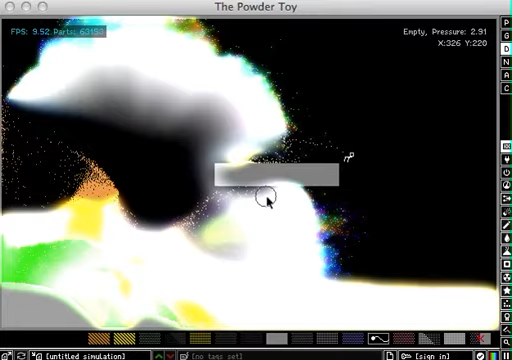 The Powder Toy
FPS: 9.52 Parts: 63153
Empty, Pressure: 2.91
X:326 Y:220
P
G
D
N
A
C
[untitled simulation]
[no tags set]
[sign in]